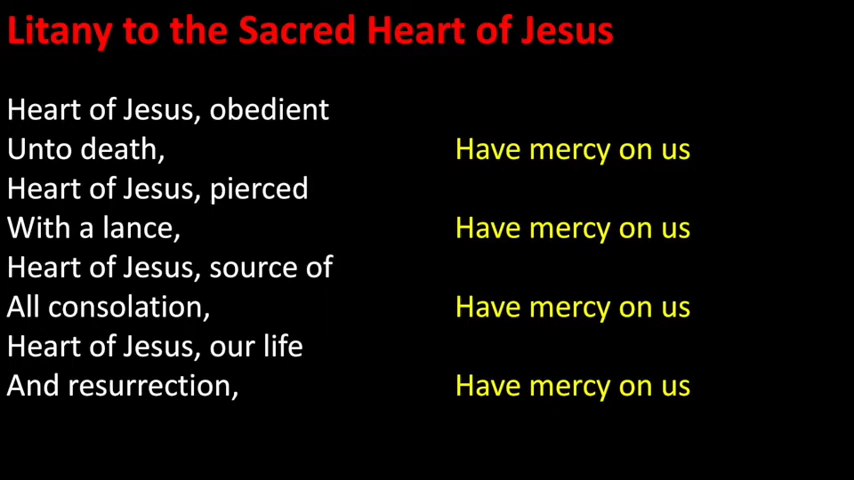 Litany to the Sacred Heart of Jesus
Heart of Jesus, obedient
Unto death, Have mercy on us
Heart of Jesus, pierced
With a lance, Have mercy on us
Heart of Jesus, source of
All consolation, Have mercy on us
Heart of Jesus, our life
And resurrection, Have mercy on us